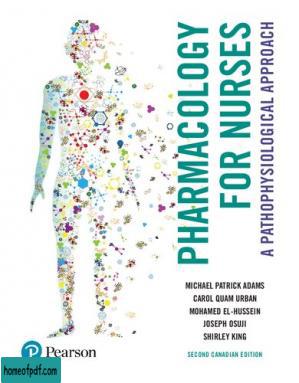 PHARMACOLOGY
FOR NURSES
A PATHOPHYSIOLOGICAL APPROACH
MICHAEL PATRICK ADAMS
CAROL QUAM URBAN
MOHAMED EL-HUSSEIN
JOSEPH OSUJI
SHIRLEY KING
SECOND CANADIAN EDITION
P Pearson
homeofpdf.com